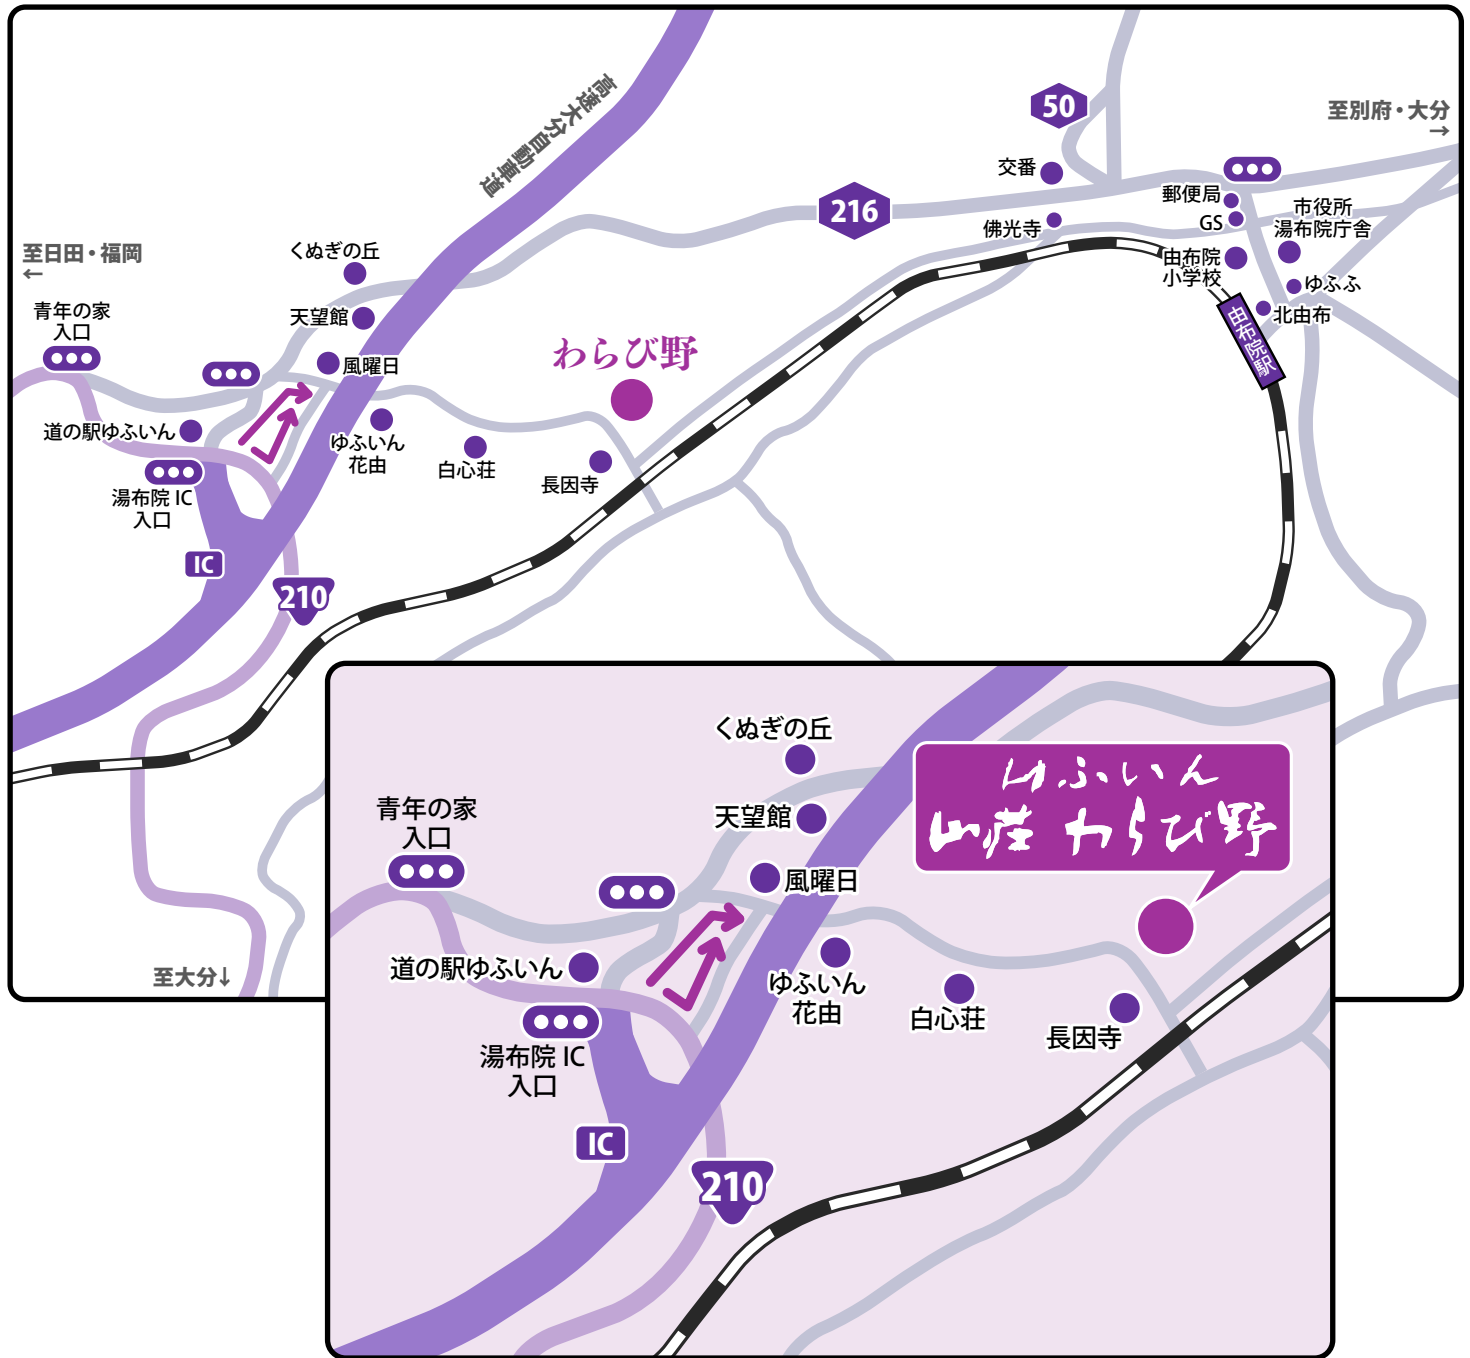 高速大分自動車道
50
至別府・大分
→
交番
216
郵便局
GS
市役所
湯布院庁舎
佛光寺
由布院
小学校
ゆふふ
北由布
由布院駅
至日田・福岡
←
くぬぎの丘
青年の家
入口
天望館
風曜日
わらび野
道の駅ゆふいん
ゆふいん
花由
白心荘
長因寺
湯布院 IC
入口
IC
210
至大分↓
くぬぎの丘
ゆふいん
山荘 わらび野
青年の家
入口
天望館
風曜日
道の駅ゆふいん
ゆふいん
花由
白心荘
長因寺
湯布院 IC
入口
IC
210